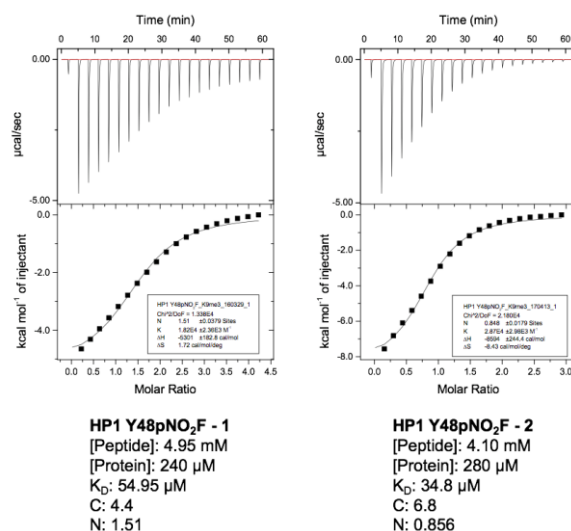 Time (min)
0 10 20 30 40 50 60
0.00
µcal/sec
-5.00
0.0
-2.0
-4.0
kcal mol⁻¹ of injectant
HP1 Y48pNO2_F_K9me3_160329_1
Chi^2/DoF = 1.338E4
N 1.51 ±0.0379 Sites
K 1.82E4 ±2.36E3 M⁻¹
ΔH -5301 ±182.8 cal/mol
ΔS 1.72 cal/mol/deg
0.0 0.5 1.0 1.5 2.0 2.5 3.0 3.5 4.0 4.5
Molar Ratio
HP1 Y48pNO₂F - 1
[Peptide]: 4.95 mM
[Protein]: 240 µM
K_D: 54.95 µM
C: 4.4
N: 1.51
Time (min)
0 10 20 30 40 50 60
0.00
µcal/sec
-5.00
0.0
-2.0
-4.0
-6.0
-8.0
kcal mol⁻¹ of injectant
HP1 Y48pNO2_F_K9me3_170413_1
Chi^2/DoF = 2.180E4
N 0.848 ±0.0179 Sites
K 2.87E4 ±2.98E3 M⁻¹
ΔH -8594 ±244.4 cal/mol
ΔS -8.43 cal/mol/deg
0.0 0.5 1.0 1.5 2.0 2.5 3.0
Molar Ratio
HP1 Y48pNO₂F - 2
[Peptide]: 4.10 mM
[Protein]: 280 µM
K_D: 34.8 µM
C: 6.8
N: 0.856